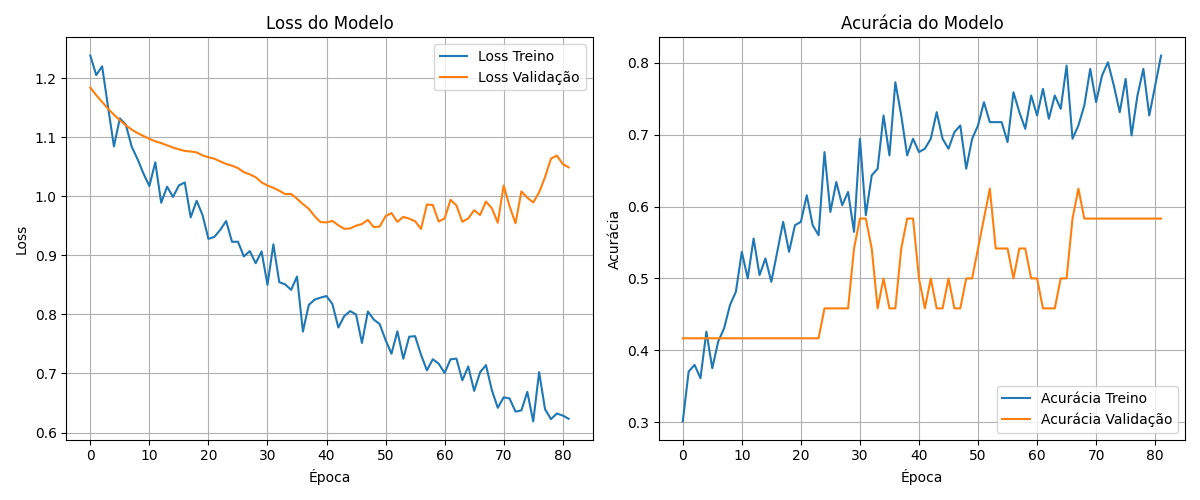 Loss do Modelo
Loss
1.2
1.1
1.0
0.9
0.8
0.7
0.6
Loss Treino
Loss Validação
0 10 20 30 40 50 60 70 80
Época
Acurácia do Modelo
Acurácia
0.8
0.7
0.6
0.5
0.4
0.3
Acurácia Treino
Acurácia Validação
0 10 20 30 40 50 60 70 80
Época